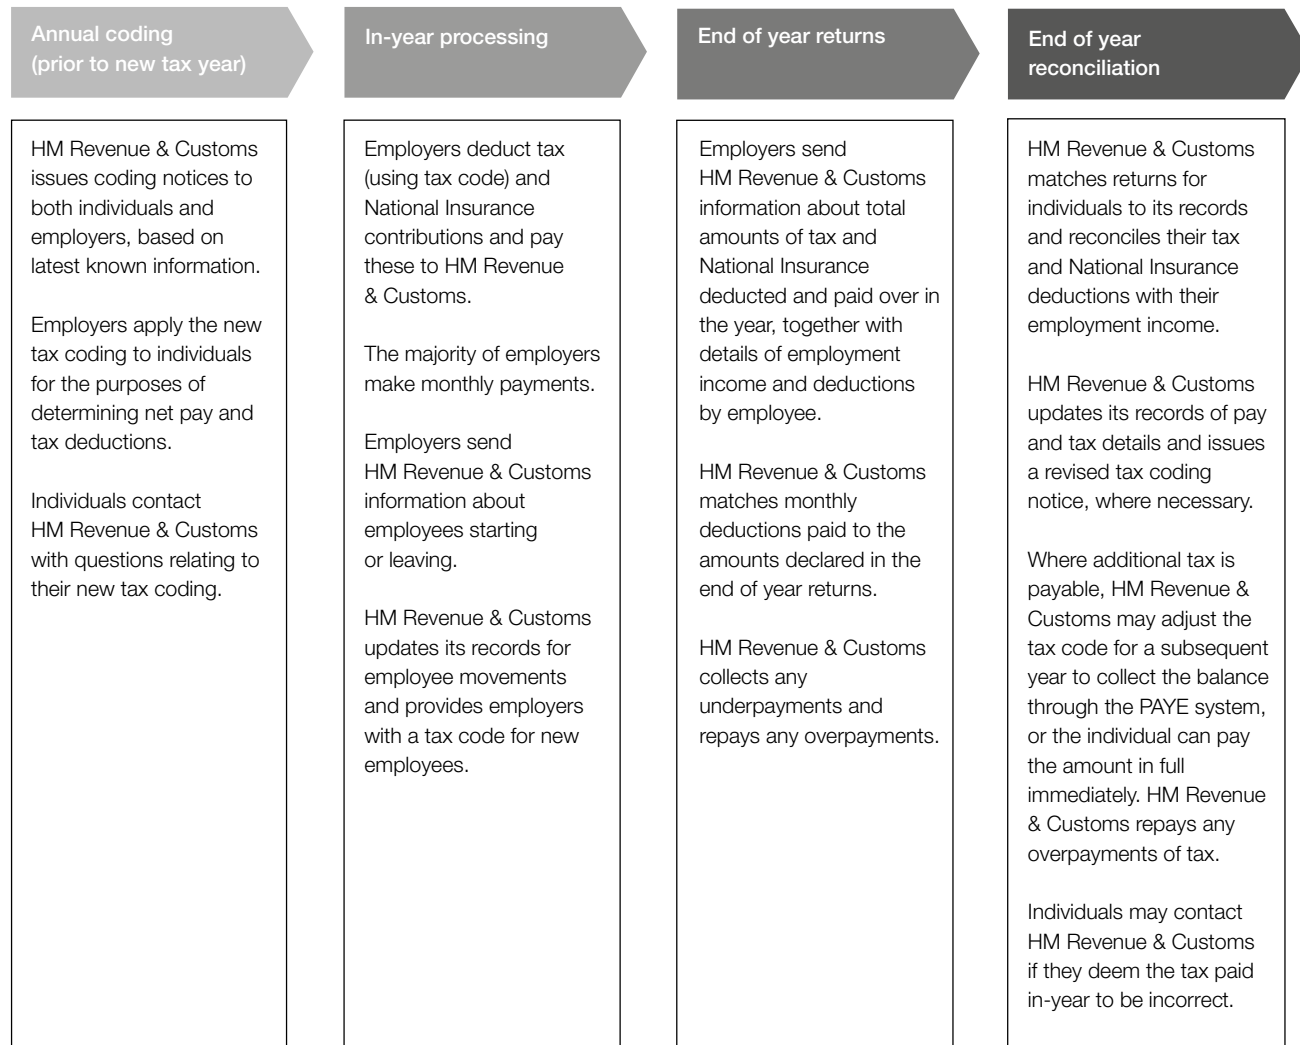 Annual coding
(prior to new tax year)
HM Revenue & Customs
issues coding notices to
both individuals and
employers, based on
latest known information.
Employers apply the new
tax coding to individuals
for the purposes of
determining net pay and
tax deductions.
Individuals contact
HM Revenue & Customs
with questions relating to
their new tax coding.
In-year processing
Employers deduct tax
(using tax code) and
National Insurance
contributions and pay
these to HM Revenue
& Customs.
The majority of employers
make monthly payments.
Employers send
HM Revenue & Customs
information about
employees starting
or leaving.
HM Revenue & Customs
updates its records for
employee movements
and provides employers
with a tax code for new
employees.
End of year returns
Employers send
HM Revenue & Customs
information about total
amounts of tax and
National Insurance
deducted and paid over in
the year, together with
details of employment
income and deductions
by employee.
HM Revenue & Customs
matches monthly
deductions paid to the
amounts declared in the
end of year returns.
HM Revenue & Customs
collects any
underpayments and
repays any overpayments.
End of year
reconciliation
HM Revenue & Customs
matches returns for
individuals to its records
and reconciles their tax
and National Insurance
deductions with their
employment income.
HM Revenue & Customs
updates its records of pay
and tax details and issues
a revised tax coding
notice, where necessary.
Where additional tax is
payable, HM Revenue &
Customs may adjust the
tax code for a subsequent
year to collect the balance
through the PAYE system,
or the individual can pay
the amount in full
immediately. HM Revenue
& Customs repays any
overpayments of tax.
Individuals may contact
HM Revenue & Customs
if they deem the tax paid
in-year to be incorrect.